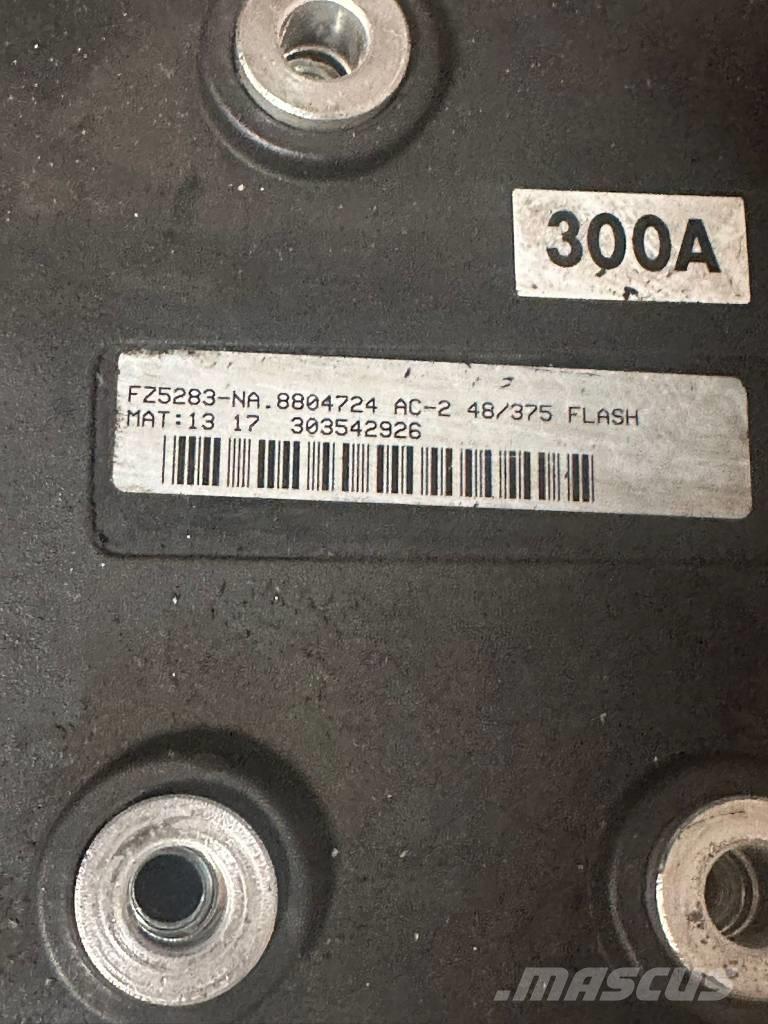 300A
FZ5283-NA.8804724 AC-2 48/375 FLASH
MAT:13 17 303542926
MASCUS